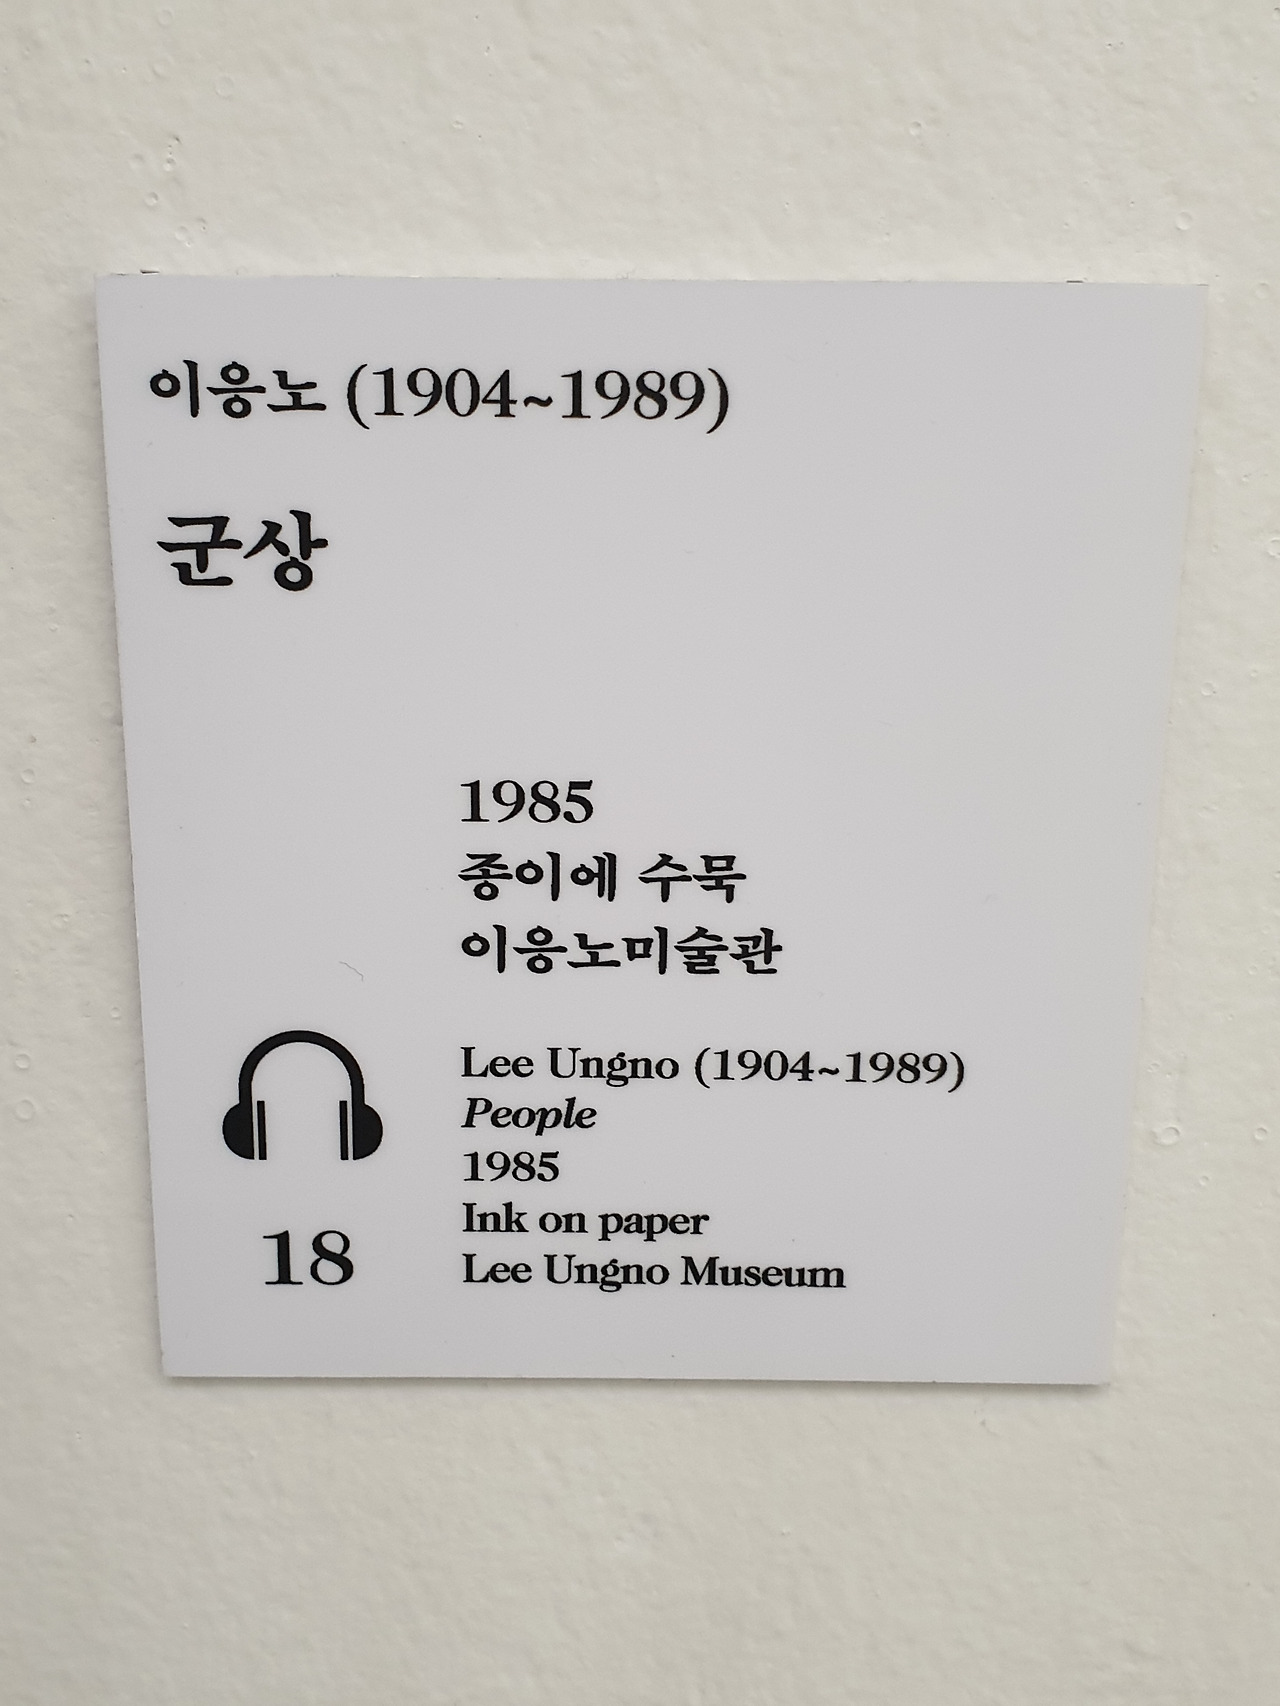 이응노 (1904~1989)
군상
1985
종이에 수묵
이응노미술관
Lee Ungno (1904~1989)
People
1985
Ink on paper
Lee Ungno Museum
18